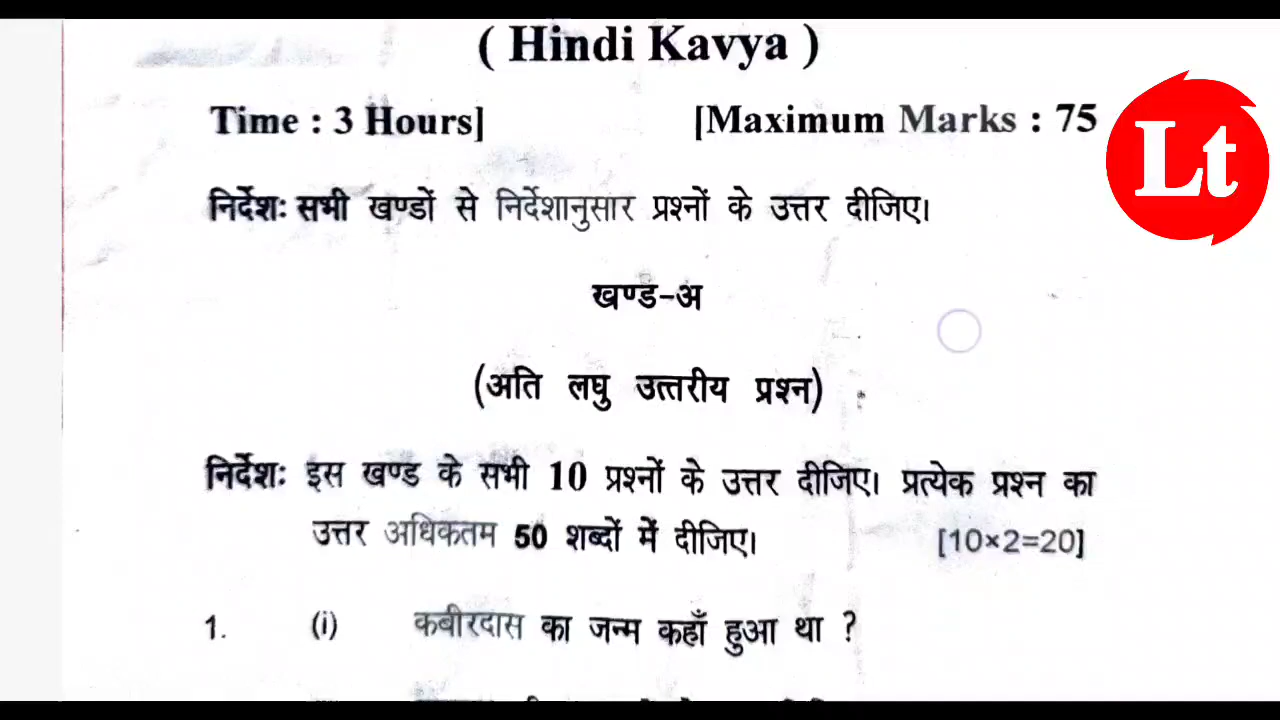 ( Hindi Kavya )
Time : 3 Hours] [Maximum Marks : 75
Lt
निर्देशः सभी खण्डों से निर्देशानुसार प्रश्नों के उत्तर दीजिए।
खण्ड-अ
(अति लघु उत्तरीय प्रश्न)
निर्देशः इस खण्ड के सभी 10 प्रश्नों के उत्तर दीजिए। प्रत्येक प्रश्न का
उत्तर अधिकतम 50 शब्दों में दीजिए। [10×2=20]
1. (i) कबीरदास का जन्म कहाँ हुआ था ?